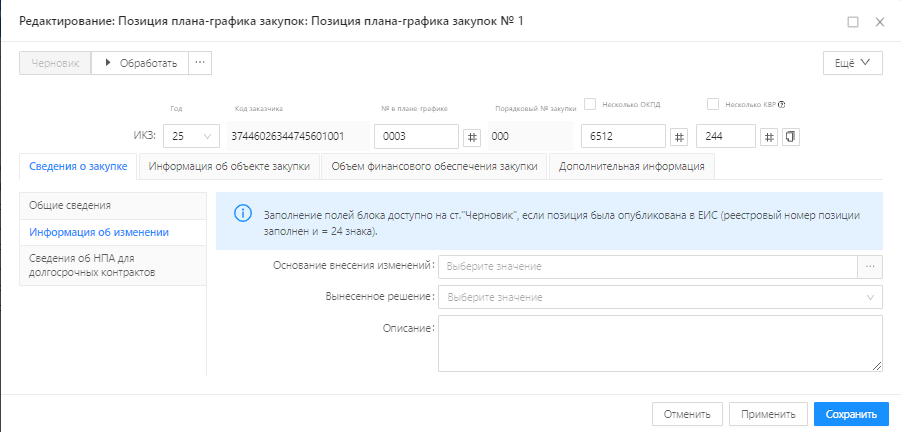 Редактирование: Позиция плана-графика закупок: Позиция плана-графика закупок № 1
Черновик Обработать ... Ещё
Год Код заказчика № в плане-графике Порядковый № закупки Несколько ОКПД Несколько КВР
ИКЗ: 25 37446026344745601001 0003 # 000 6512 # 244 #
Сведения о закупке Информация об объекте закупки Объем финансового обеспечения закупки Дополнительная информация
Общие сведения
Информация об изменении
Сведения об НПА для
долгосрочных контрактов
Заполнение полей блока доступно на ст."Черновик", если позиция была опубликована в ЕИС (реестровый номер позиции
заполнен и = 24 знака).
Основание внесения изменений: Выберите значение ...
Вынесенное решение: Выберите значение
Описание:
Отменить Применить Сохранить